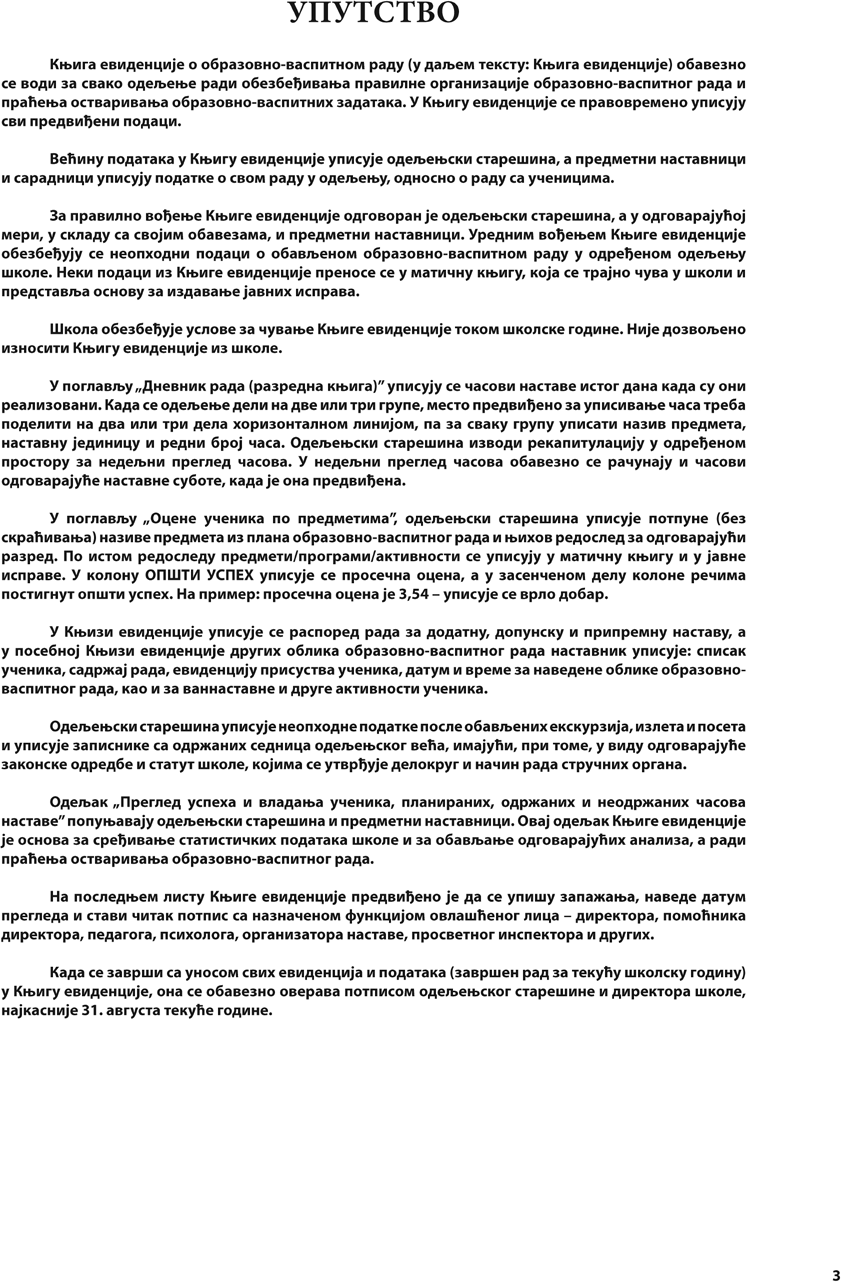 УПУТСТВО
Књига евиденције о образовно-васпитном раду (у даљем тексту: Књига евиденције) обавезно
се води за свако одељење ради обезбеђивања правилне организације образовно-васпитног рада и
праћења остваривања образовно-васпитних задатака. У Књигу евиденције се правовремено уписују
сви предвиђени подаци.
Већину података у Књигу евиденције уписује одељењски старешина, а предметни наставници
и сарадници уписују податке о свом раду у одељењу, односно о раду са ученицима.
За правилно вођење Књиге евиденције одговоран је одељењски старешина, а у одговарајућој
мери, у складу са својим обавезама, и предметни наставници. Уредним вођењем Књиге евиденције
обезбеђују се неопходни подаци о обављеном образовно-васпитном раду у одређеном одељењу
школе. Неки подаци из Књиге евиденције преносе се у матичну књигу, која се трајно чува у школи и
представља основу за издавање јавних исправа.
Школа обезбеђује услове за чување Књиге евиденције током школске године. Није дозвољено
износити Књигу евиденције из школе.
У поглављу „Дневник рада (разредна књига)” уписују се часови наставе истог дана када су они
реализовани. Када се одељење дели на две или три групе, место предвиђено за уписивање часа треба
поделити на два или три дела хоризонталном линијом, па за сваку групу уписати назив предмета,
наставну јединицу и редни број часа. Одељењски старешина изводи рекапитулацију у одређеном
простору за недељни преглед часова. У недељни преглед часова обавезно се рачунају и часови
одговарајуће наставне суботе, када је она предвиђена.
У поглављу „Оцене ученика по предметима”, одељењски старешина уписује потпуне (без
скраћивања) називе предмета из плана образовно-васпитног рада и њихов редослед за одговарајући
разред. По истом редоследу предмети/програми/активности се уписују у матичну књигу и у јавне
исправе. У колону ОПШТИ УСПЕХ уписује се просечна оцена, а у засенченом делу колоне речима
постигнут општи успех. На пример: просечна оцена је 3,54 – уписује се врло добар.
У Књизи евиденције уписује се распоред рада за додатну, допунску и припремну наставу, а
у посебној Књизи евиденције других облика образовно-васпитног рада наставник уписује: списак
ученика, садржај рада, евиденцију присуства ученика, датум и време за наведене облике образовно-
васпитног рада, као и за ваннаставне и друге активности ученика.
Одељењски старешина уписује неопходне податке после обављених екскурзија, излета и посета
и уписује записнике са одржаних седница одељењског већа, имајући, при томе, у виду одговарајуће
законске одредбе и статут школе, којима се утврђује делокруг и начин рада стручних органа.
Одељак „Преглед успеха и владања ученика, планираних, одржаних и неодржаних часова
наставе” попуњавају одељењски старешина и предметни наставници. Овај одељак Књиге евиденције
је основа за сређивање статистичких података школе и за обављање одговарајућих анализа, а ради
праћења остваривања образовно-васпитног рада.
На последњем листу Књиге евиденције предвиђено је да се упишу запажања, наведе датум
прегледа и стави читак потпис са назначеном функцијом овлашћеног лица – директора, помоћника
директора, педагога, психолога, организатора наставе, просветног инспектора и других.
Када се заврши са уносом свих евиденција и података (завршен рад за текућу школску годину)
у Књигу евиденције, она се обавезно оверава потписом одељењског старешине и директора школе,
најкасније 31. августа текуће године.
3